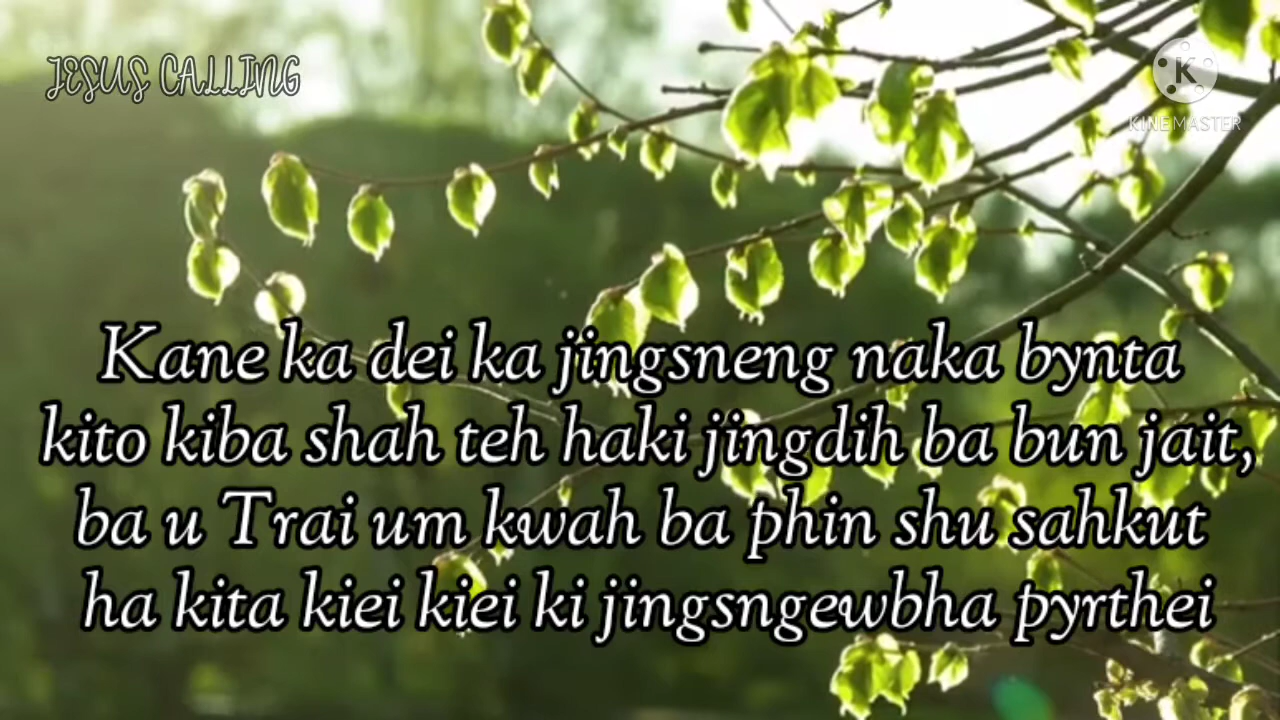 JESUS CALLING
K
KINEMASTER
Kane ka dei ka jingsneng naka bynta
kito kiba shah teh haki jingdih ba bun jait,
ba u Trai um kwah ba phin shu sahkut
ha kita kiei kiei ki jingsngewbha pyrthei